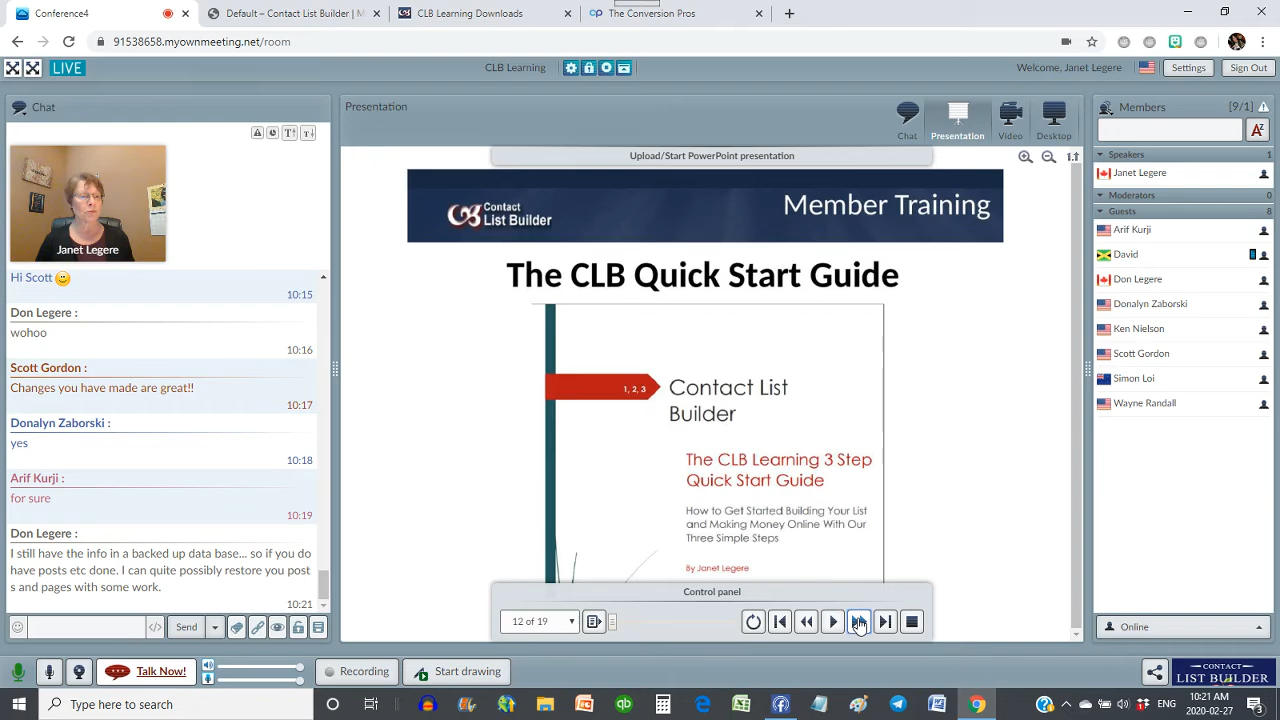 Conference4
Default – Contact List Builder | M
CLB Learning Downloads
The Conversion Pros
91538658.myownmeeting.net/room
LIVE
CLB Learning
Welcome, Janet Legere
Settings
Sign Out
Chat
Janet Legere
Hi Scott
10:15
Don Legere :
wohoo
10:16
Scott Gordon :
Changes you have made are great!!
10:17
Donalyn Zaborski :
yes
10:18
Arif Kurji :
for sure
10:19
Don Legere :
I still have the info in a backed up data base... so if you do
have posts etc done. I can quite possibly restore you post
s and pages with some work.
10:21
Send
Presentation
Chat
Presentation
Video
Desktop
Upload/Start PowerPoint presentation
1:1
Contact
List Builder
Member Training
The CLB Quick Start Guide
1, 2, 3
Contact List
Builder
The CLB Learning 3 Step
Quick Start Guide
How to Get Started Building Your List
and Making Money Online With Our
Three Simple Steps
By Janet Legere
Control panel
12 of 19
Members
[9/1]
Speakers
1
Janet Legere
Moderators
0
Guests
8
Arif Kurji
David
Don Legere
Donalyn Zaborski
Ken Nielson
Scott Gordon
Simon Loi
Wayne Randall
Online
Talk Now!
Recording
Start drawing
CONTACT
LIST BUILDER
Type here to search
ENG
10:21 AM
2020-02-27